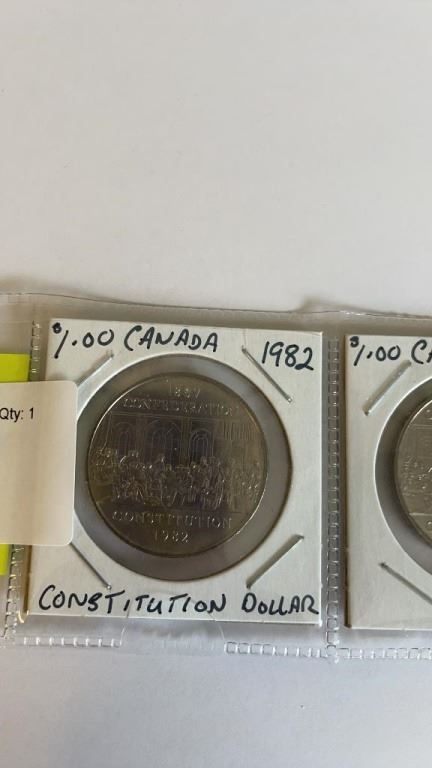 $1.00 CANADA 1982
1867
CONFEDERATION
CONSTITUTION
1982
CONSTITUTION DOLLAR
Qty: 1
$1.00